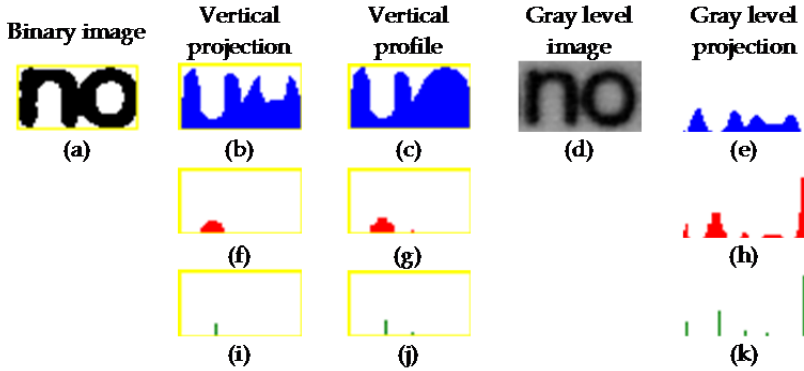 Binary image
Vertical projection
Vertical profile
Gray level image
Gray level projection
no
no
(a)
(b)
(c)
(d)
(e)
(f)
(g)
(h)
(i)
(j)
(k)